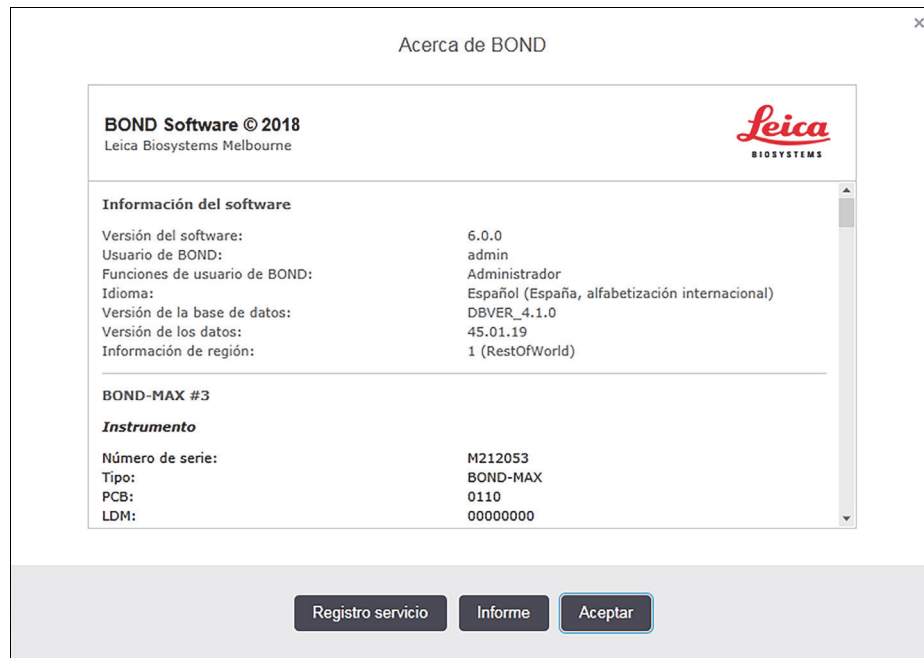 ×
Acerca de BOND
BOND Software © 2018
Leica Biosystems Melbourne
Leica
BIOSYSTEMS
Información del software
Versión del software: 6.0.0
Usuario de BOND: admin
Funciones de usuario de BOND: Administrador
Idioma: Español (España, alfabetización internacional)
Versión de la base de datos: DBVER_4.1.0
Versión de los datos: 45.01.19
Información de región: 1 (RestOfWorld)
BOND-MAX #3
Instrumento
Número de serie: M212053
Tipo: BOND-MAX
PCB: 0110
LDM: 00000000
Registro servicio Informe Aceptar